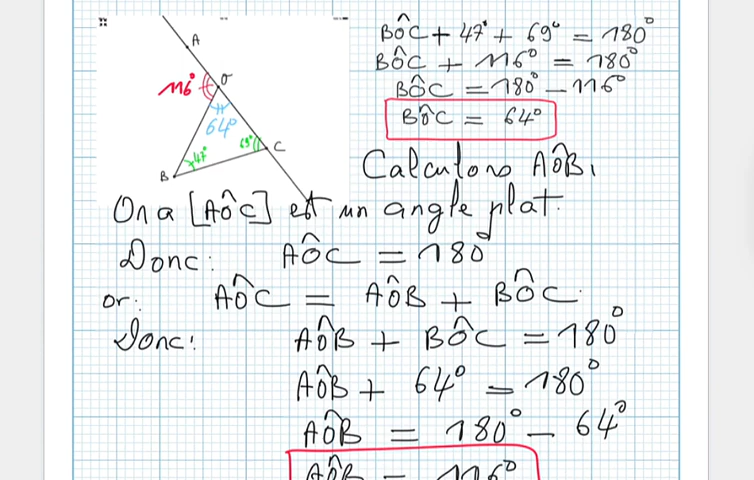 A
116° O
64°
69° C
B 47°
BÔC + 47° + 69° = 180°
BÔC + 116° = 180°
BÔC = 180° - 116°
BÔC = 64°
Calculons AÔB,
On a [AÔC] est un angle plat.
Donc: AÔC = 180
or: AÔC = AÔB + BÔC.
Donc: AÔB + BÔC = 180°
AÔB + 64° = 180°
AÔB = 180° - 64°
AÔB = 116°